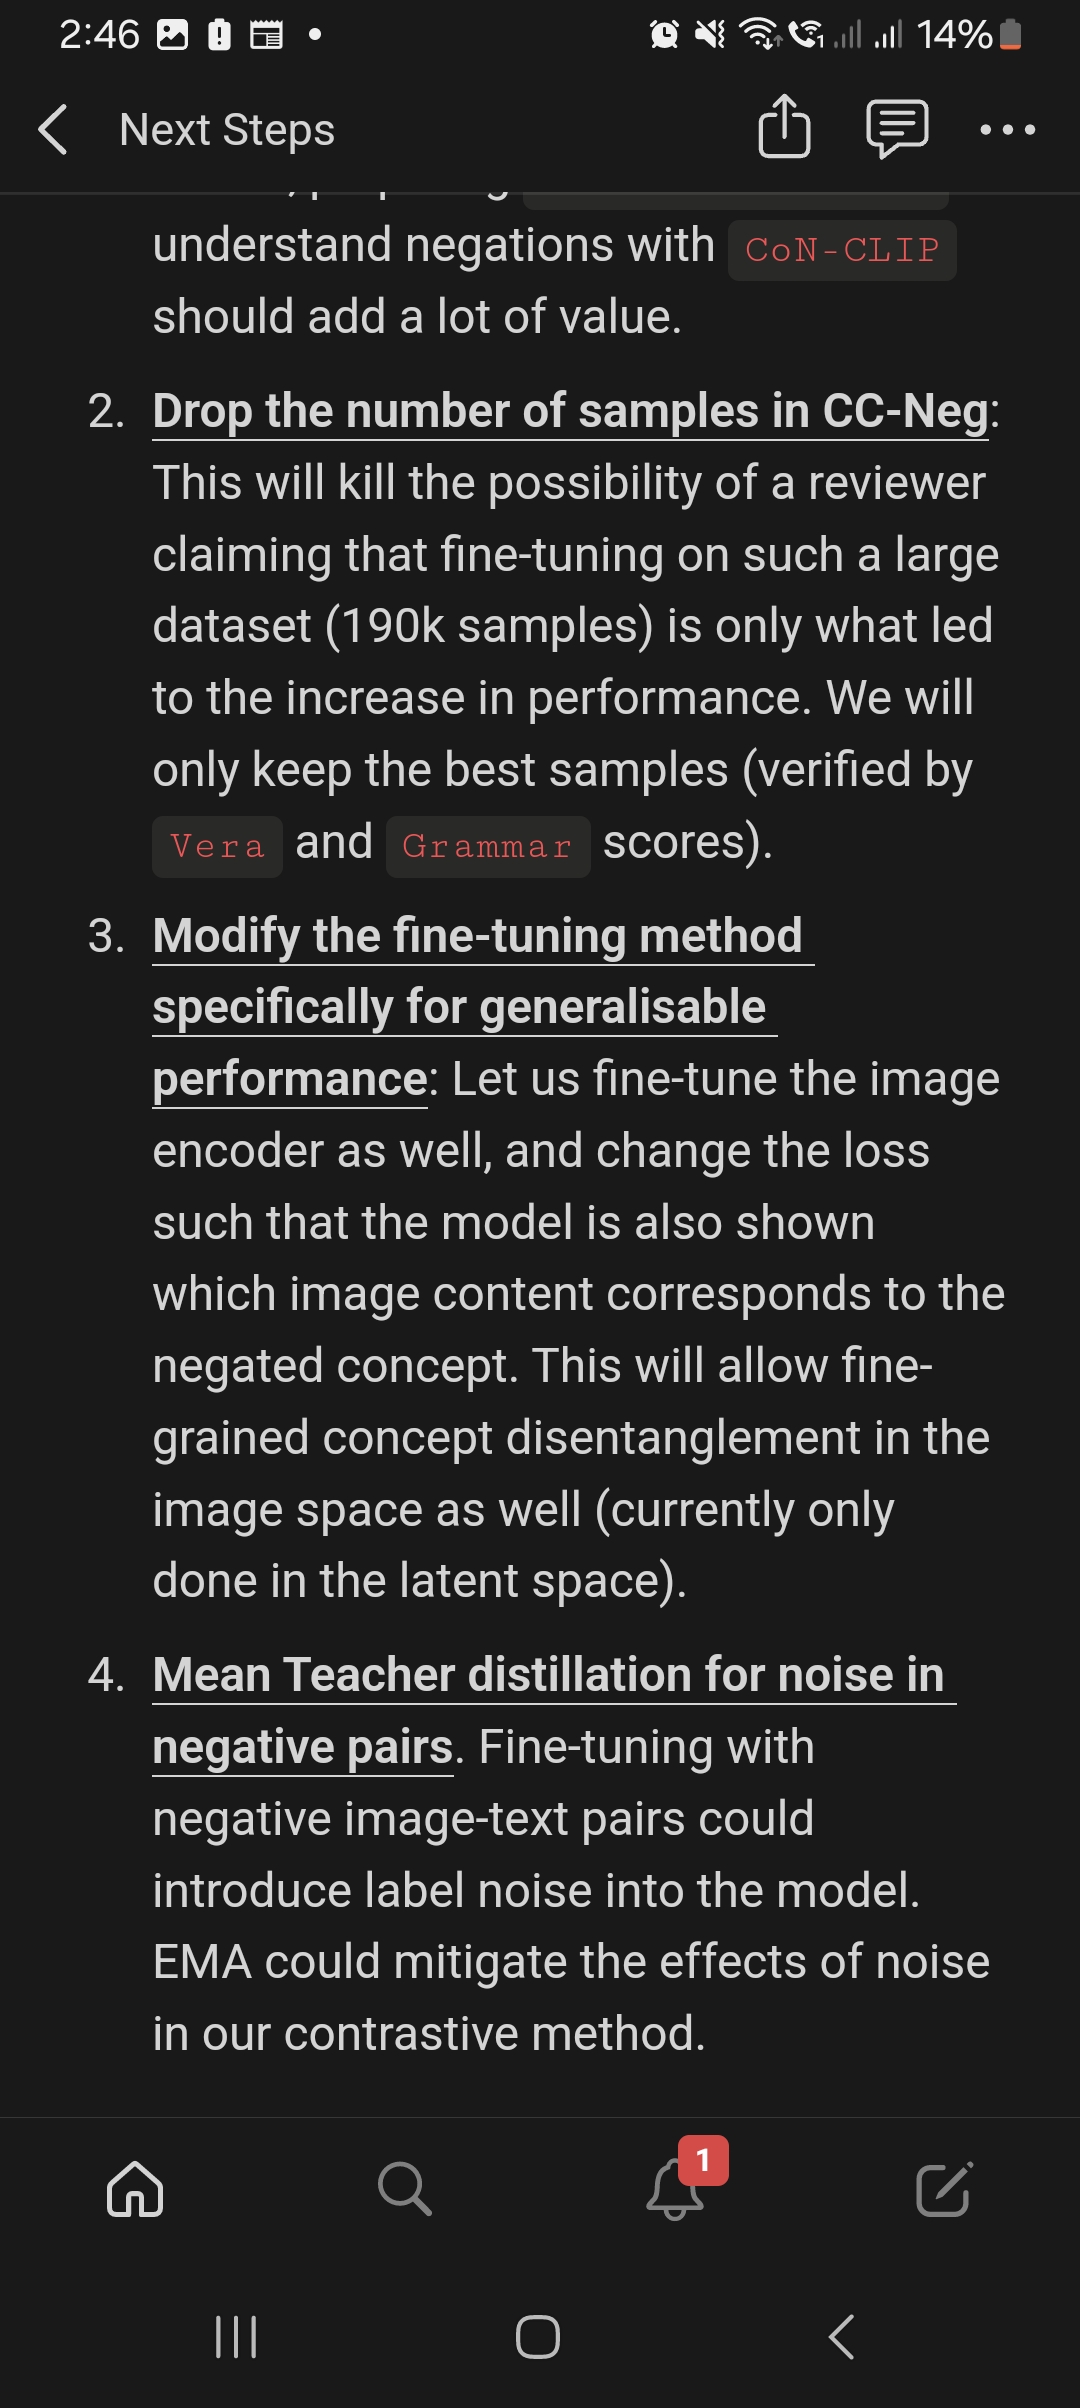 2:46
1
14%
Next Steps
understand negations with CoN-CLIP
should add a lot of value.
2. Drop the number of samples in CC-Neg:
This will kill the possibility of a reviewer
claiming that fine-tuning on such a large
dataset (190k samples) is only what led
to the increase in performance. We will
only keep the best samples (verified by
Vera and Grammar scores).
3. Modify the fine-tuning method
specifically for generalisable
performance: Let us fine-tune the image
encoder as well, and change the loss
such that the model is also shown
which image content corresponds to the
negated concept. This will allow fine-
grained concept disentanglement in the
image space as well (currently only
done in the latent space).
4. Mean Teacher distillation for noise in
negative pairs. Fine-tuning with
negative image-text pairs could
introduce label noise into the model.
EMA could mitigate the effects of noise
in our contrastive method.
1